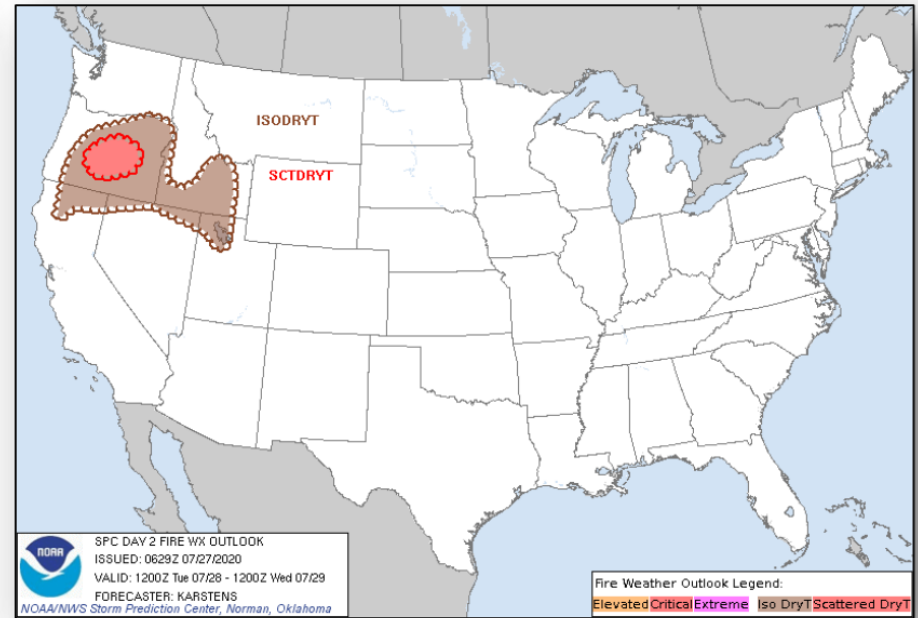 ISODRYT
SCTDRYT
NOAA
SPC DAY 2 FIRE WX OUTLOOK
ISSUED: 0629Z 07/27/2020
VALID: 1200Z Tue 07/28 - 1200Z Wed 07/29
FORECASTER: KARSTENS
NOAA/NWS Storm Prediction Center, Norman, Oklahoma
Fire Weather Outlook Legend:
Elevated Critical Extreme Iso DryT Scattered DryT